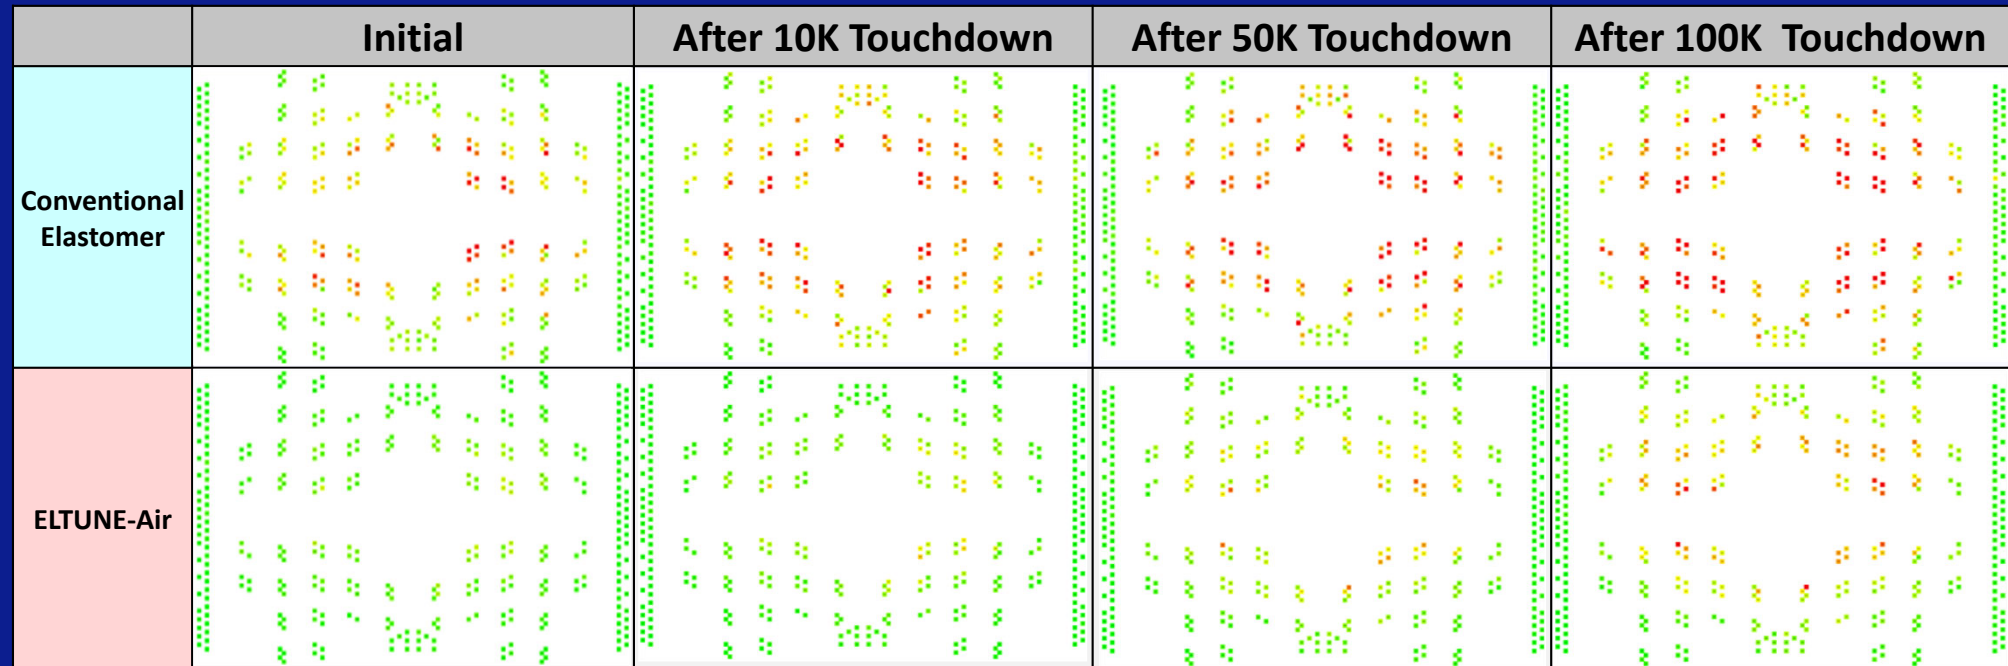 Initial
After 10K Touchdown
After 50K Touchdown
After 100K Touchdown
Conventional
Elastomer
ELTUNE-Air